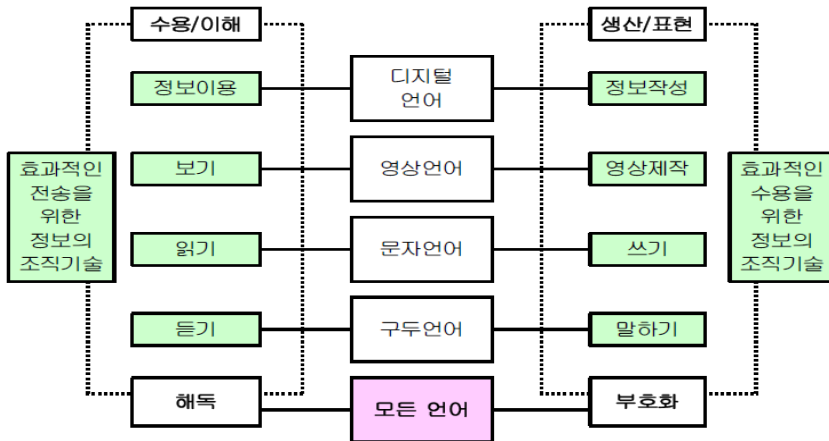 수용/이해
생산/표현
정보이용
디지털
언어
정보작성
보기
영상언어
영상제작
효과적인
전송을
위한
정보의
조직기술
효과적인
수용을
위한
정보의
조직기술
읽기
문자언어
쓰기
듣기
구두언어
말하기
해독
모든 언어
부호화